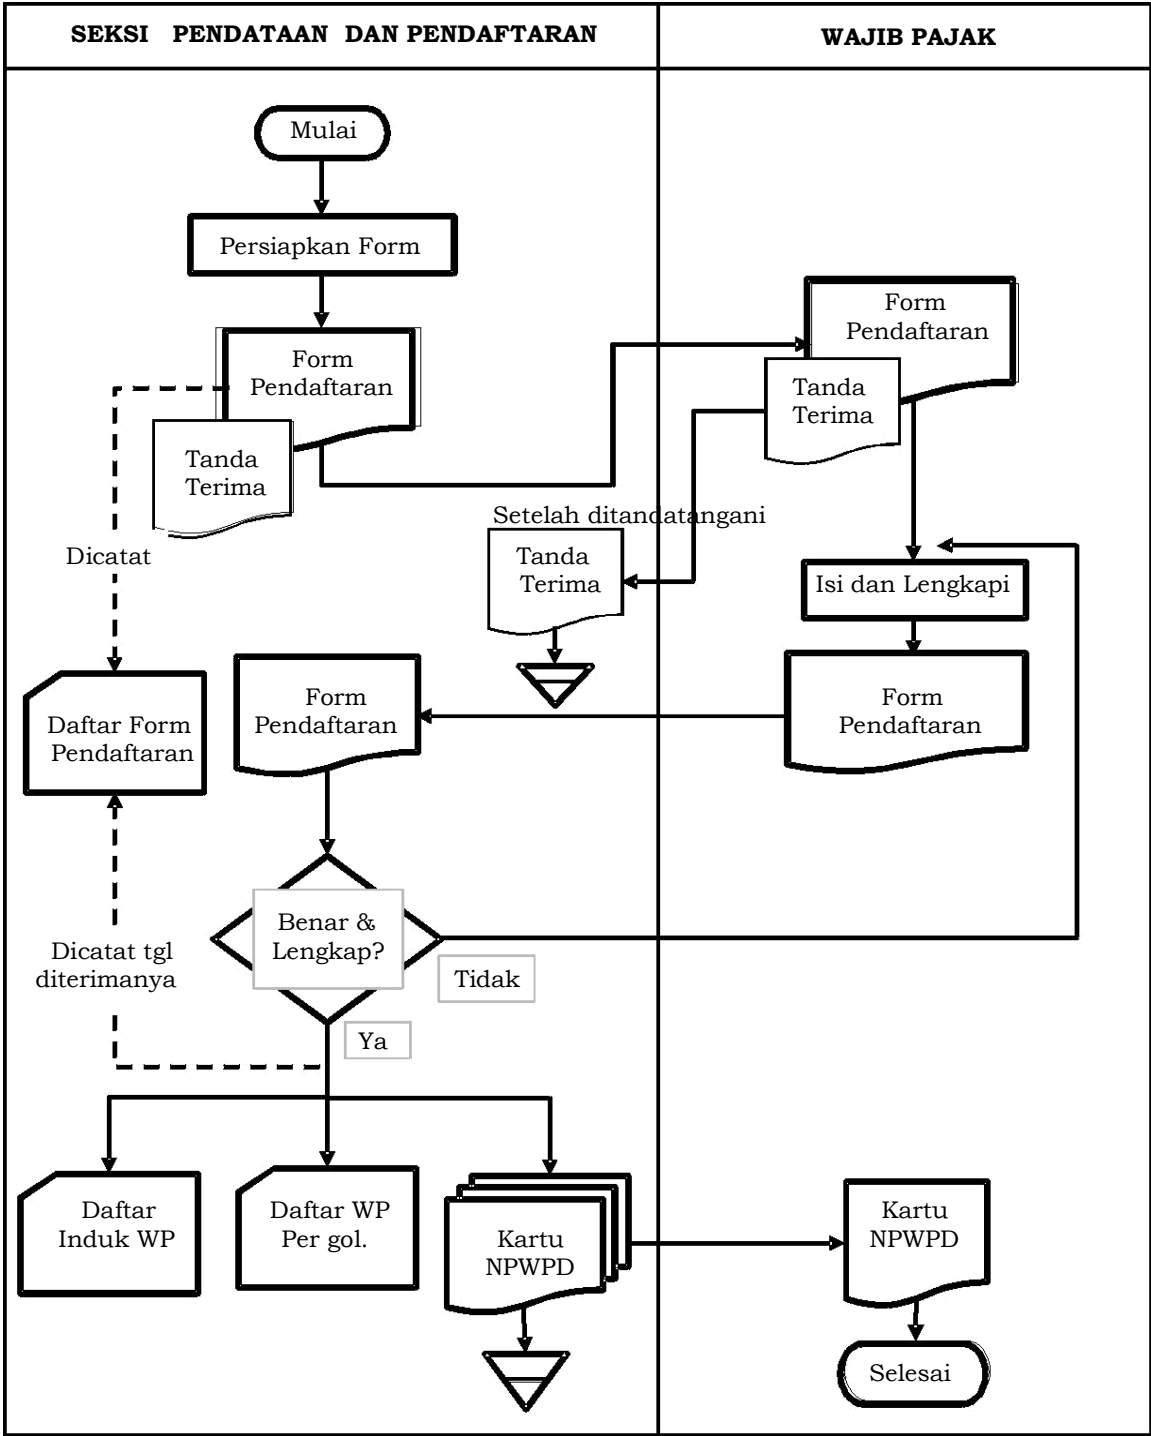 SEKSI PENDATAAN DAN PENDAFTARAN
WAJIB PAJAK
Mulai
Persiapkan Form
Form
Pendaftaran
Tanda
Terima
Form
Pendaftaran
Tanda
Terima
Setelah ditandatangani
Dicatat
Tanda
Terima
Isi dan Lengkapi
Daftar Form
Pendaftaran
Form
Pendaftaran
Form
Pendaftaran
Benar &
Lengkap?
Dicatat tgl
diterimanya
Tidak
Ya
Daftar
Induk WP
Daftar WP
Per gol.
Kartu
NPWPD
Kartu
NPWPD
Selesai